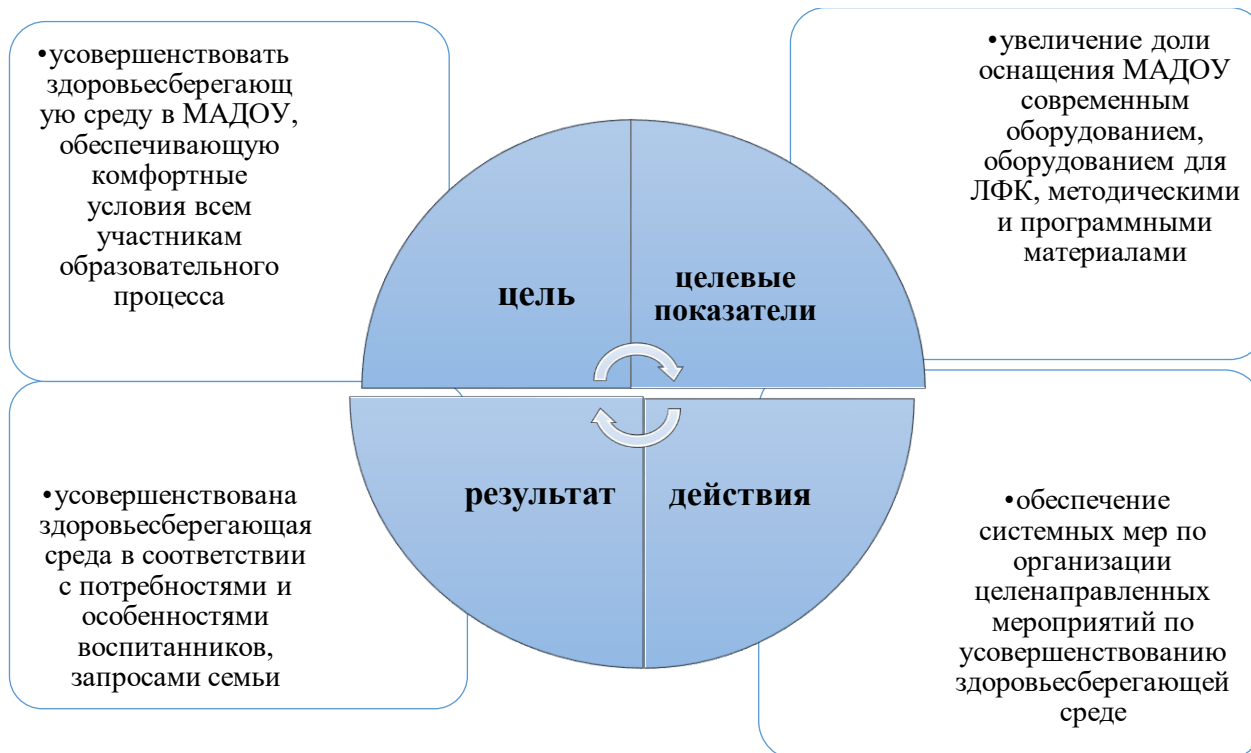 •усовершенствовать
здоровьесберегающ
ую среду в МАДОУ,
обеспечивающую
комфортные
условия всем
участникам
образовательного
процесса
•увеличение доли
оснащения МАДОУ
современным
оборудованием,
оборудованием для
ЛФК, методическими
и программными
материалами
цель
целевые
показатели
результат
действия
•усовершенствована
здоровьесберегающая
среда в соответствии
с потребностями и
особенностями
воспитанников,
запросами семьи
•обеспечение
системных мер по
организации
целенаправленных
мероприятий по
усовершенствованию
здоровьесберегающей
среде